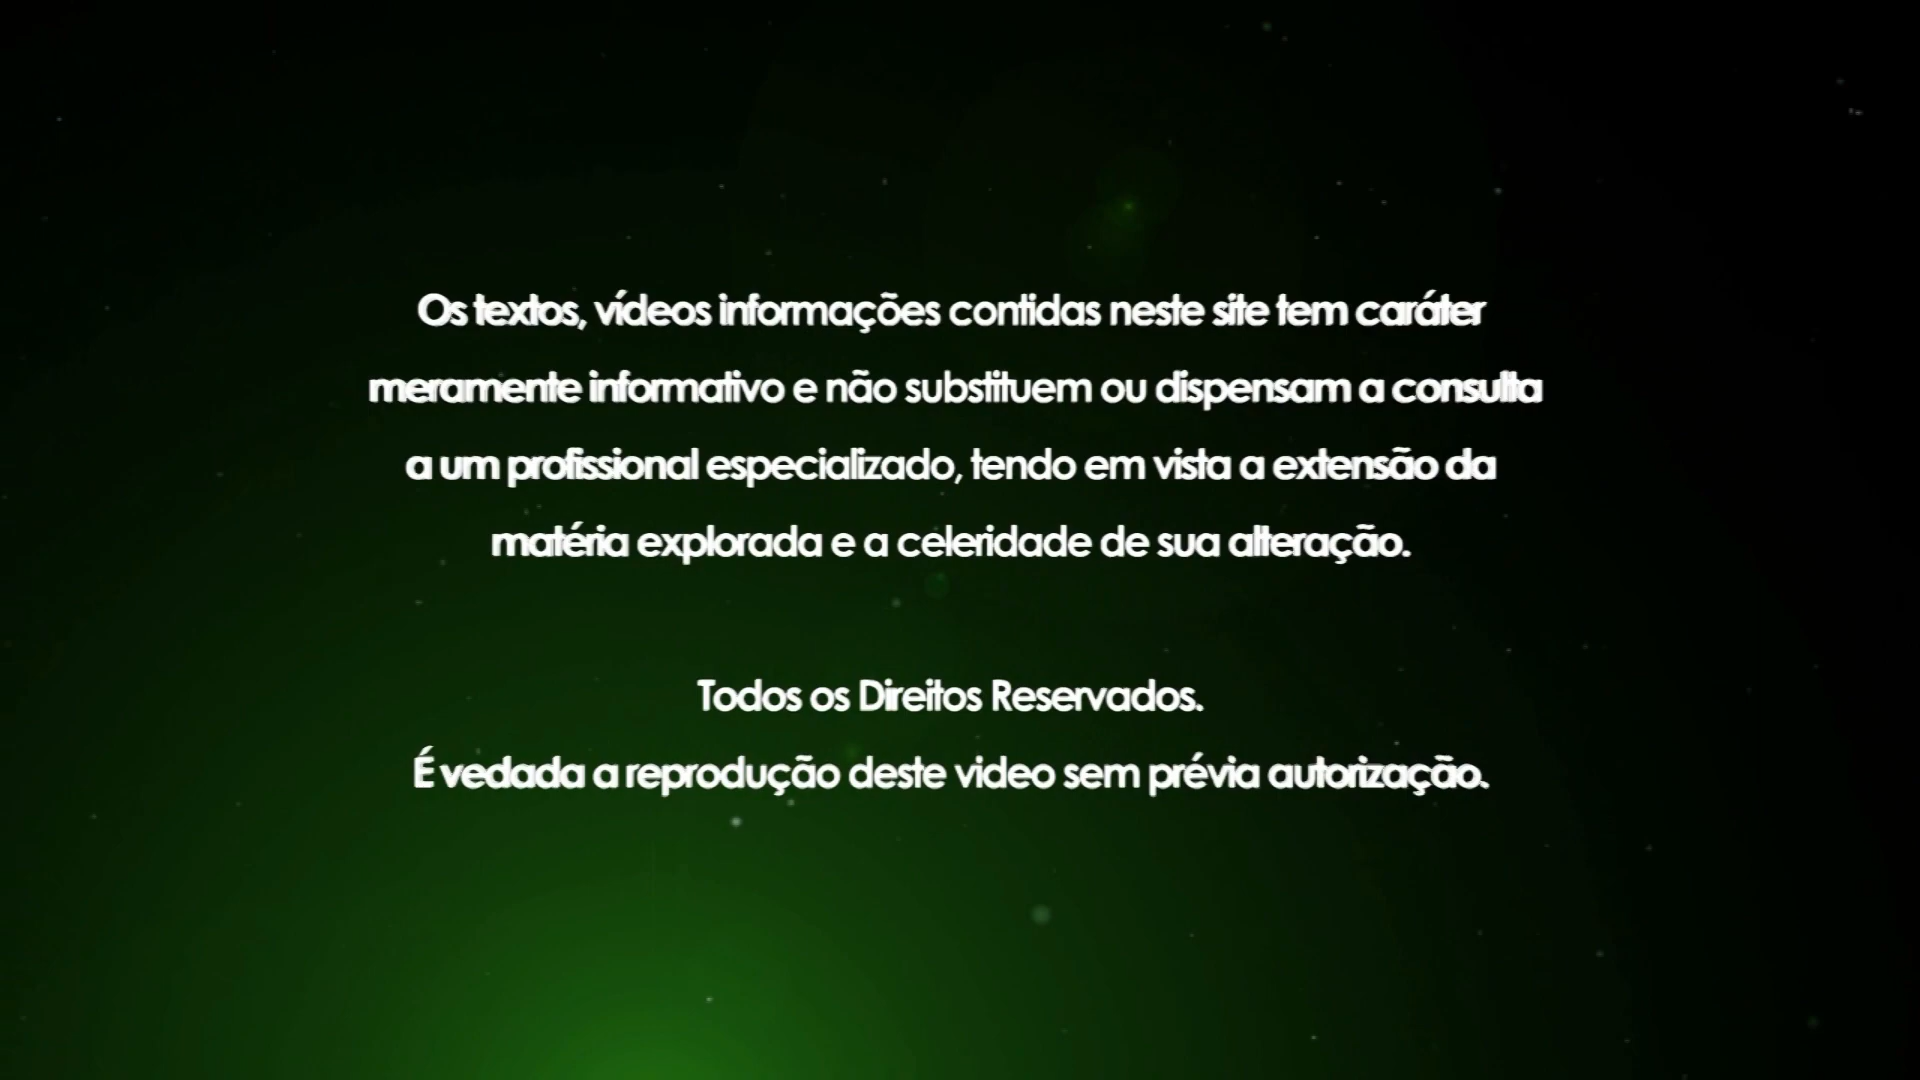 Os textos, vídeos informações contidas neste site tem caráter
meramente informativo e não substituem ou dispensam a consulta
a um profissional especializado, tendo em vista a extensão da
matéria explorada e a celeridade de sua alteração.
Todos os Direitos Reservados.
É vedada a reprodução deste video sem prévia autorização.